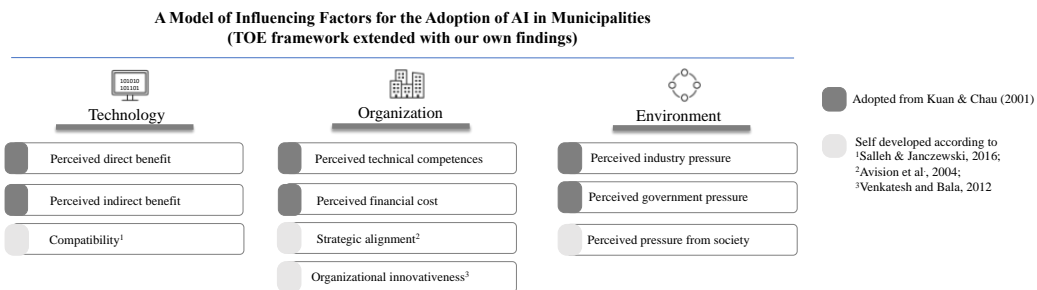 A Model of Influencing Factors for the Adoption of AI in Municipalities
(TOE framework extended with our own findings)
101010
101101
Technology
Organization
Environment
Perceived direct benefit
Perceived indirect benefit
Compatibility¹
Perceived technical competences
Perceived financial cost
Strategic alignment²
Organizational innovativeness³
Perceived industry pressure
Perceived government pressure
Perceived pressure from society
Adopted from Kuan & Chau (2001)
Self developed according to
¹Salleh & Janczewski, 2016;
²Avision et al., 2004;
³Venkatesh and Bala, 2012